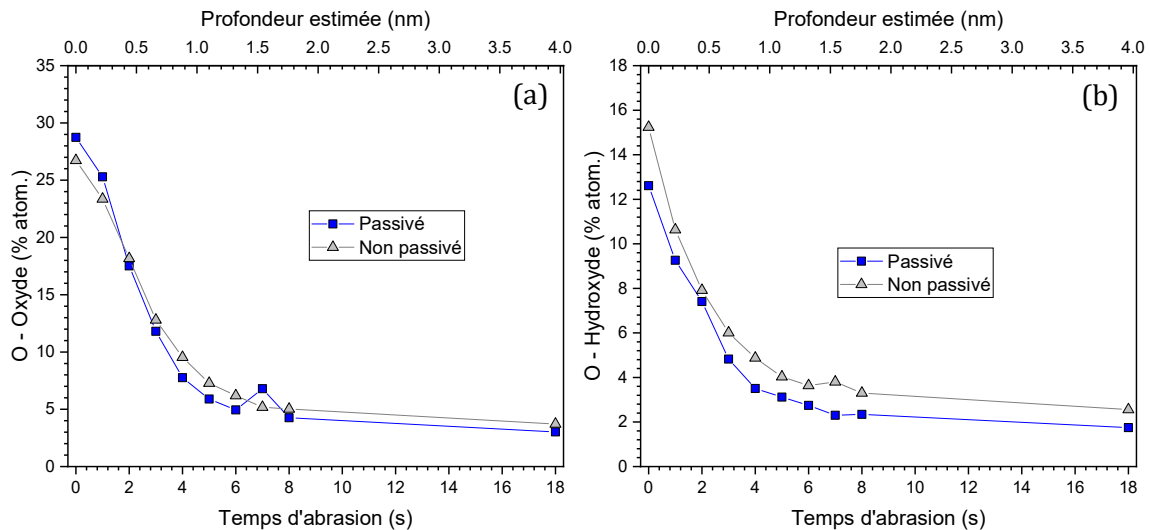 Profondeur estimée (nm)
0.0 0.5 1.0 1.5 2.0 2.5 3.0 3.5 4.0
35
30
25
20
15
10
5
0
O - Oxyde (% atom.)
(a)
Passivé
Non passivé
0 2 4 6 8 10 12 14 16 18
Temps d'abrasion (s)
Profondeur estimée (nm)
0.0 0.5 1.0 1.5 2.0 2.5 3.0 3.5 4.0
18
16
14
12
10
8
6
4
2
0
O - Hydroxyde (% atom.)
(b)
Passivé
Non passivé
0 2 4 6 8 10 12 14 16 18
Temps d'abrasion (s)